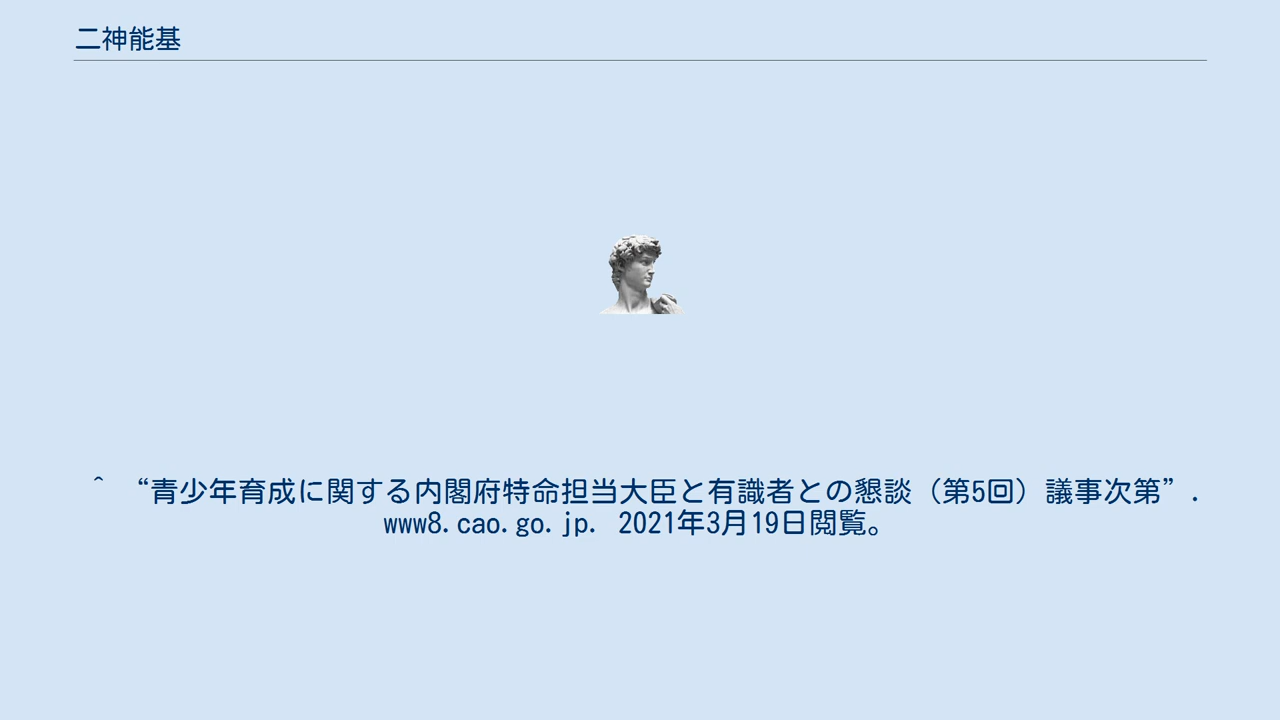 二神能基
^ “青少年育成に関する内閣府特命担当大臣と有識者との懇談（第5回）議事次第”.
www8.cao.go.jp. 2021年3月19日閲覧。